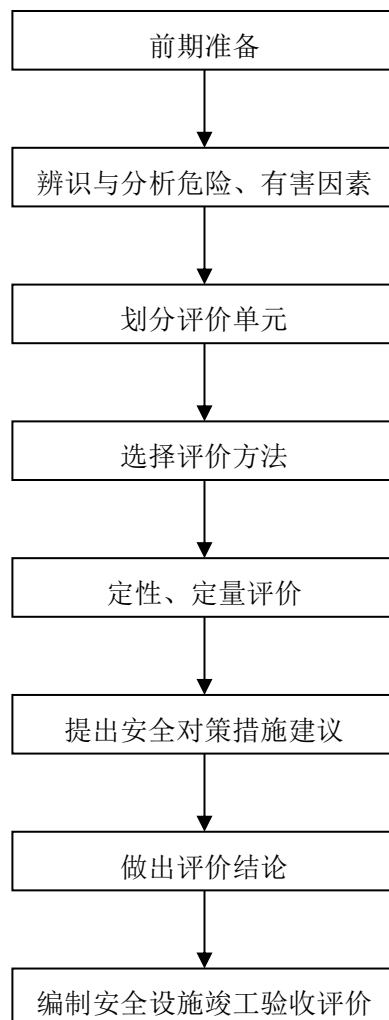 前期准备
辨识与分析危险、有害因素
划分评价单元
选择评价方法
定性、定量评价
提出安全对策措施建议
做出评价结论
编制安全设施竣工验收评价